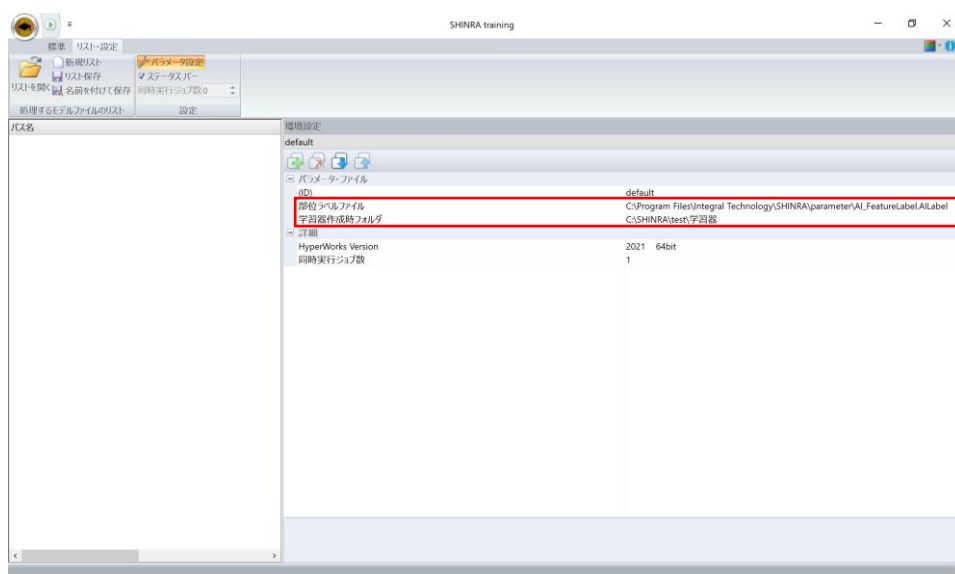 SHINRA training
標準 リスト・設定
新規リスト
リスト保存
リストを開く 名前を付けて保存
パラメータ設定
ステータス バー
同時実行ジョブ数 0
処理するモデルファイルのリスト
設定
パス名
環境設定
default
パラメータ・ファイル
(ID) default
部位ラベルファイル C:\Program Files\Integral Technology\SHINRA\parameter\AI_FeatureLabel.AILabel
学習器作成時フォルダ C:\SHINRA\test\学習器
詳細
HyperWorks Version 2021 64bit
同時実行ジョブ数 1